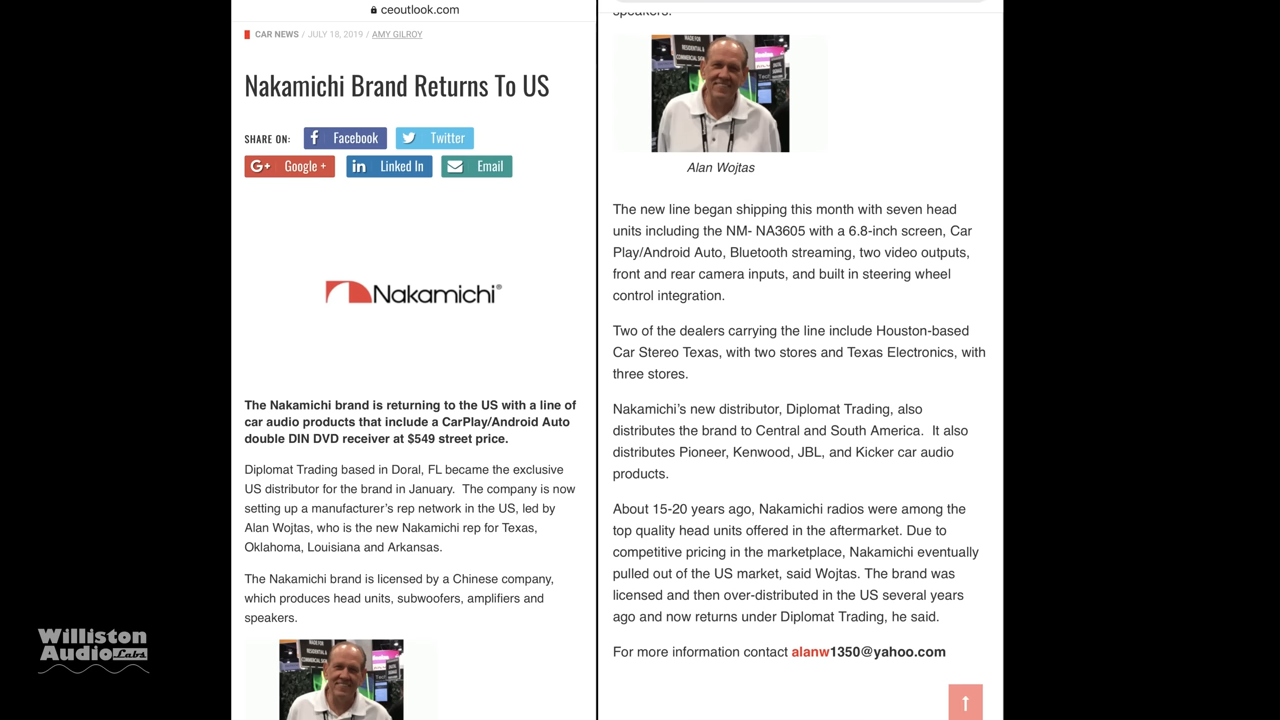 ceoutlook.com
CAR NEWS / JULY 18, 2019 / AMY GILROY
Nakamichi Brand Returns To US
SHARE ON:
Facebook
Twitter
G+ Google +
in Linked In
Email
Nakamichi®
The Nakamichi brand is returning to the US with a line of
car audio products that include a CarPlay/Android Auto
double DIN DVD receiver at $549 street price.
Diplomat Trading based in Doral, FL became the exclusive
US distributor for the brand in January. The company is now
setting up a manufacturer's rep network in the US, led by
Alan Wojtas, who is the new Nakamichi rep for Texas,
Oklahoma, Louisiana and Arkansas.
The Nakamichi brand is licensed by a Chinese company,
which produces head units, subwoofers, amplifiers and
speakers.
MADE FOR
RESIDENTIAL &
speakers.
MADE FOR
RESIDENTIAL &
COMMERCIAL
Tech
Alan Wojtas
The new line began shipping this month with seven head
units including the NM- NA3605 with a 6.8-inch screen, Car
Play/Android Auto, Bluetooth streaming, two video outputs,
front and rear camera inputs, and built in steering wheel
control integration.
Two of the dealers carrying the line include Houston-based
Car Stereo Texas, with two stores and Texas Electronics, with
three stores.
Nakamichi's new distributor, Diplomat Trading, also
distributes the brand to Central and South America. It also
distributes Pioneer, Kenwood, JBL, and Kicker car audio
products.
About 15-20 years ago, Nakamichi radios were among the
top quality head units offered in the aftermarket. Due to
competitive pricing in the marketplace, Nakamichi eventually
pulled out of the US market, said Wojtas. The brand was
licensed and then over-distributed in the US several years
ago and now returns under Diplomat Trading, he said.
For more information contact alanw1350@yahoo.com
Williston
Audio Labs